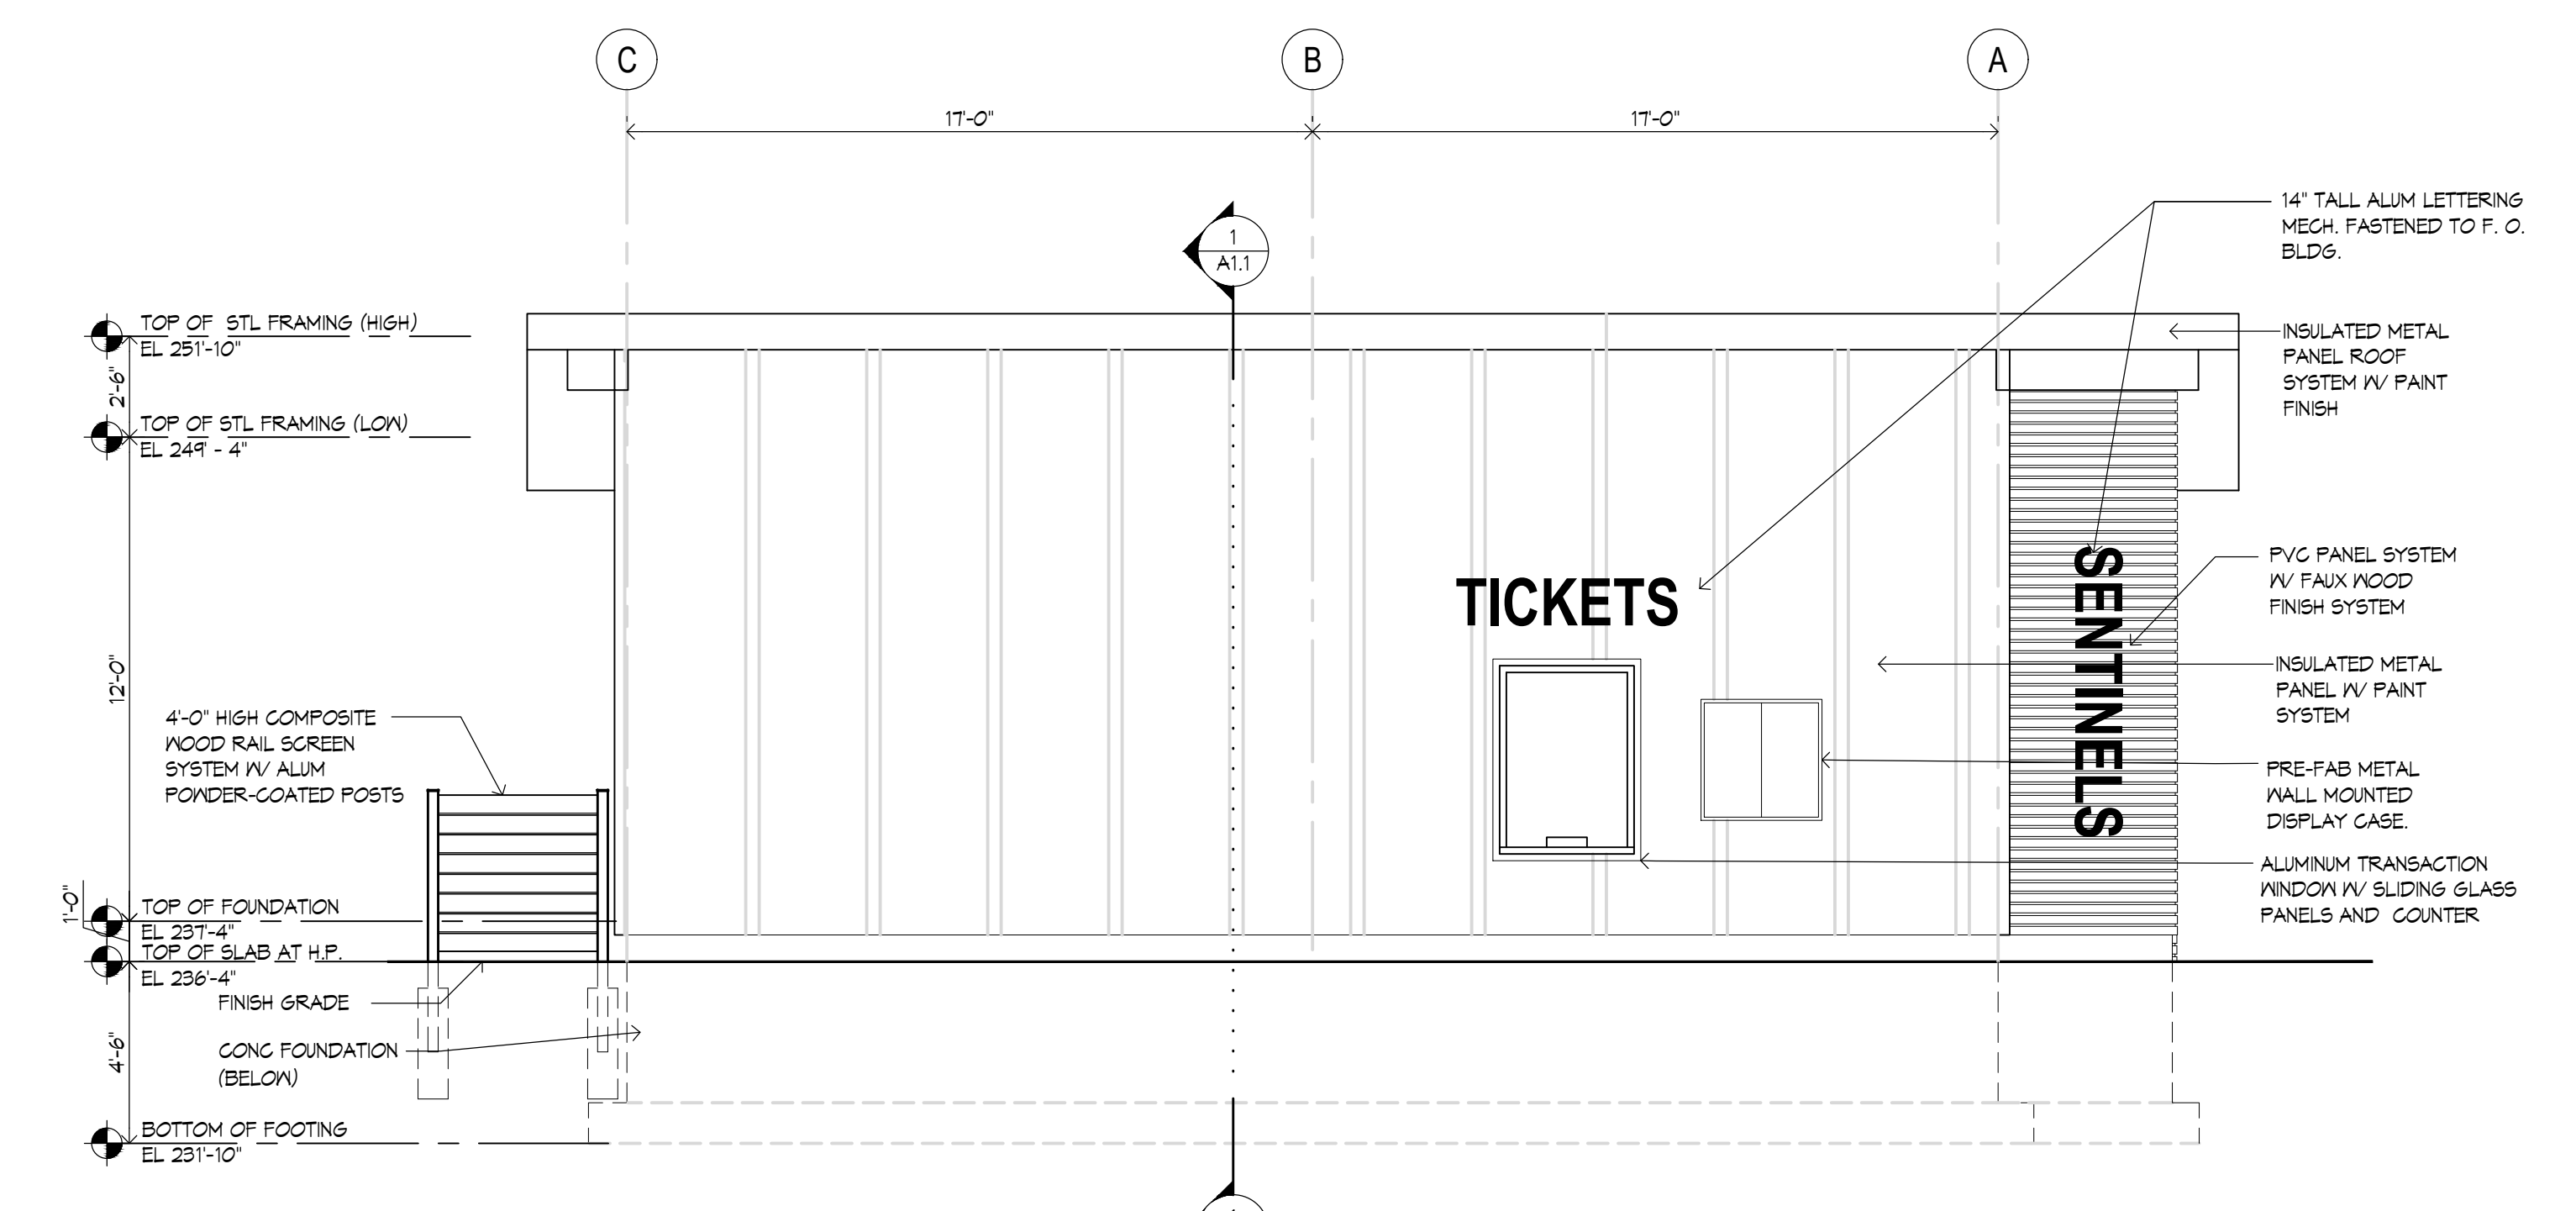 C
B
A
17'-0"
17'-0"
1
A1.1
14" TALL ALUM LETTERING
MECH. FASTENED TO F. O.
BLDG.
TOP OF STL FRAMING (HIGH)
EL 251'-10"
2'-6"
TOP OF STL FRAMING (LOW)
EL 249' - 4"
INSULATED METAL
PANEL ROOF
SYSTEM W/ PAINT
FINISH
PVC PANEL SYSTEM
W/ FAUX WOOD
FINISH SYSTEM
TICKETS
SENTINELS
12'-0"
INSULATED METAL
PANEL W/ PAINT
SYSTEM
4'-0" HIGH COMPOSITE
WOOD RAIL SCREEN
SYSTEM W/ ALUM
POWDER-COATED POSTS
PRE-FAB METAL
WALL MOUNTED
DISPLAY CASE.
ALUMINUM TRANSACTION
WINDOW W/ SLIDING GLASS
PANELS AND COUNTER
1'-0"
TOP OF FOUNDATION
EL 237'-4"
TOP OF SLAB AT H.P.
EL 236'-4"
FINISH GRADE
4'-6"
CONC FOUNDATION
(BELOW)
BOTTOM OF FOOTING
EL 231'-10"